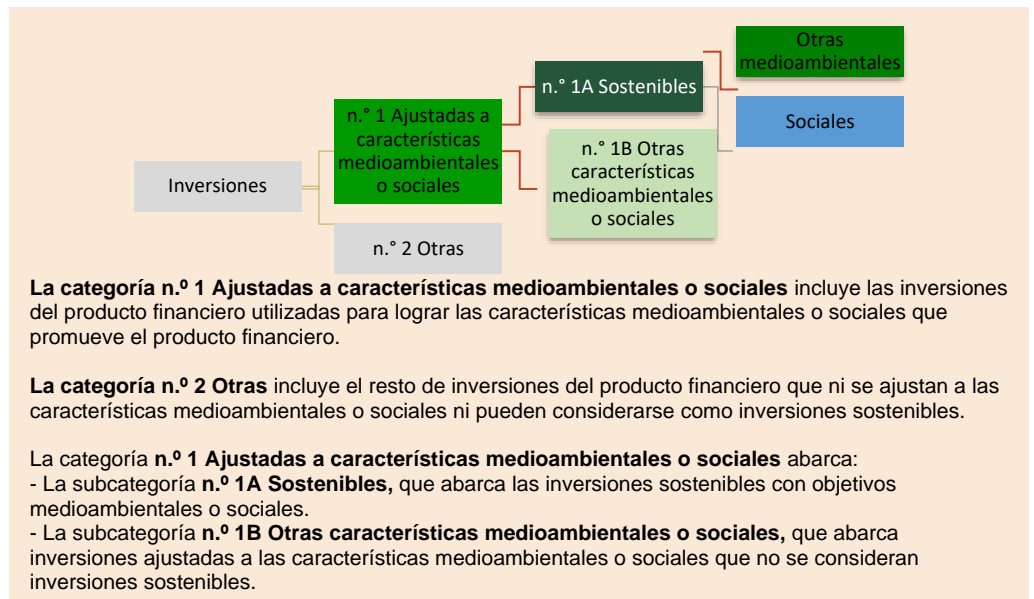 Otras
medioambientales
n.° 1A Sostenibles
n.° 1 Ajustadas a
características
medioambientales
o sociales
Sociales
n.° 1B Otras
características
medioambientales
o sociales
Inversiones
n.° 2 Otras
La categoría n.º 1 Ajustadas a características medioambientales o sociales incluye las inversiones
del producto financiero utilizadas para lograr las características medioambientales o sociales que
promueve el producto financiero.
La categoría n.º 2 Otras incluye el resto de inversiones del producto financiero que ni se ajustan a las
características medioambientales o sociales ni pueden considerarse como inversiones sostenibles.
La categoría n.º 1 Ajustadas a características medioambientales o sociales abarca:
- La subcategoría n.º 1A Sostenibles, que abarca las inversiones sostenibles con objetivos
medioambientales o sociales.
- La subcategoría n.º 1B Otras características medioambientales o sociales, que abarca
inversiones ajustadas a las características medioambientales o sociales que no se consideran
inversiones sostenibles.